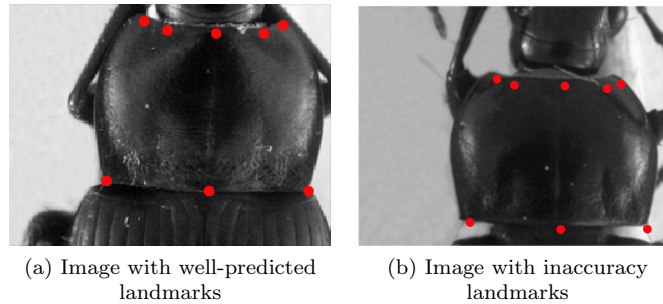 (a) Image with well-predicted
landmarks
(b) Image with inaccuracy
landmarks